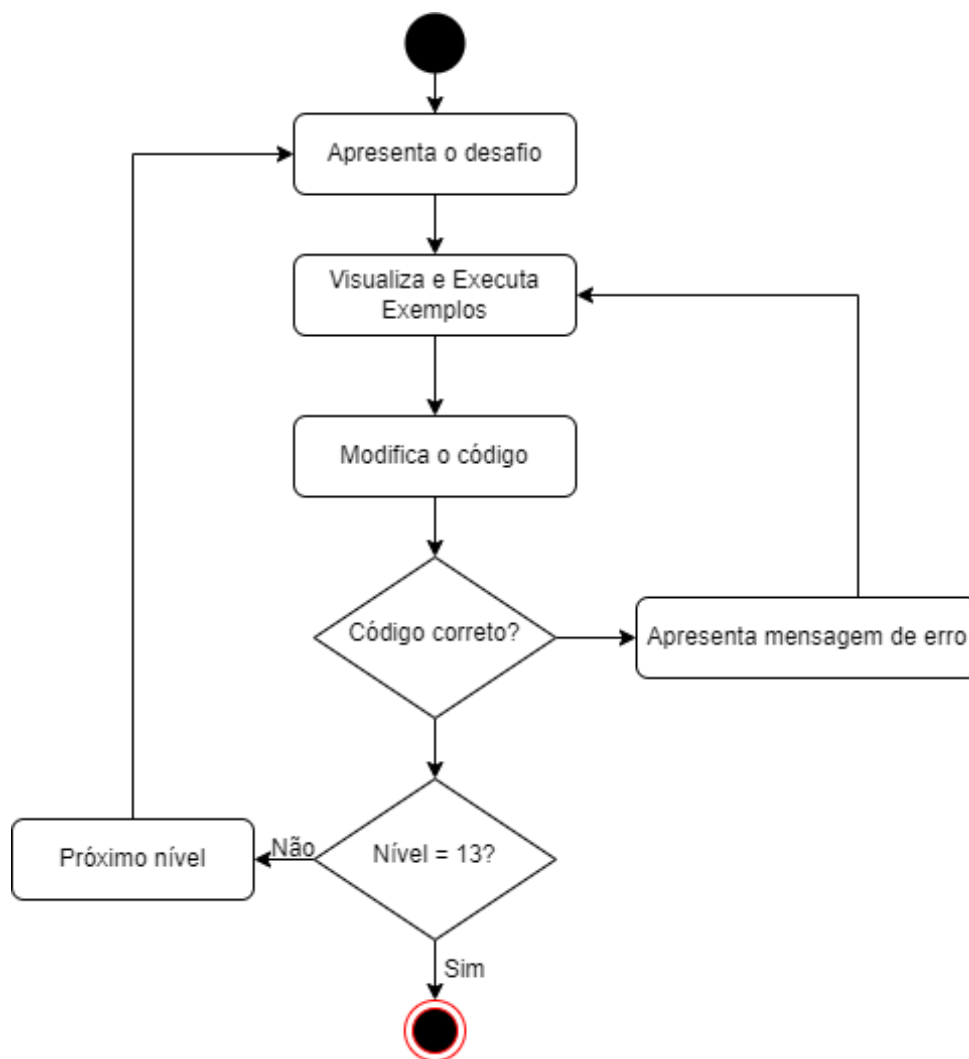 Apresenta o desafio
Visualiza e Executa
Exemplos
Modifica o código
Código correto?
Apresenta mensagem de erro
Próximo nível
Não
Nível = 13?
Sim